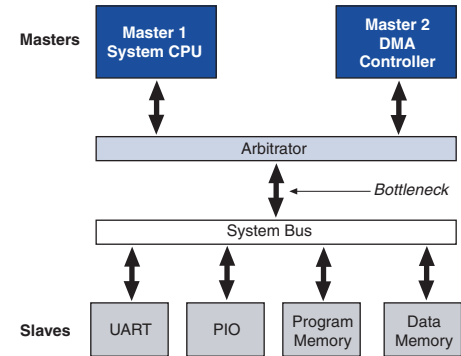 Masters
Master 1
System CPU
Master 2
DMA
Controller
Arbitrator
Bottleneck
System Bus
Slaves
UART
PIO
Program
Memory
Data
Memory